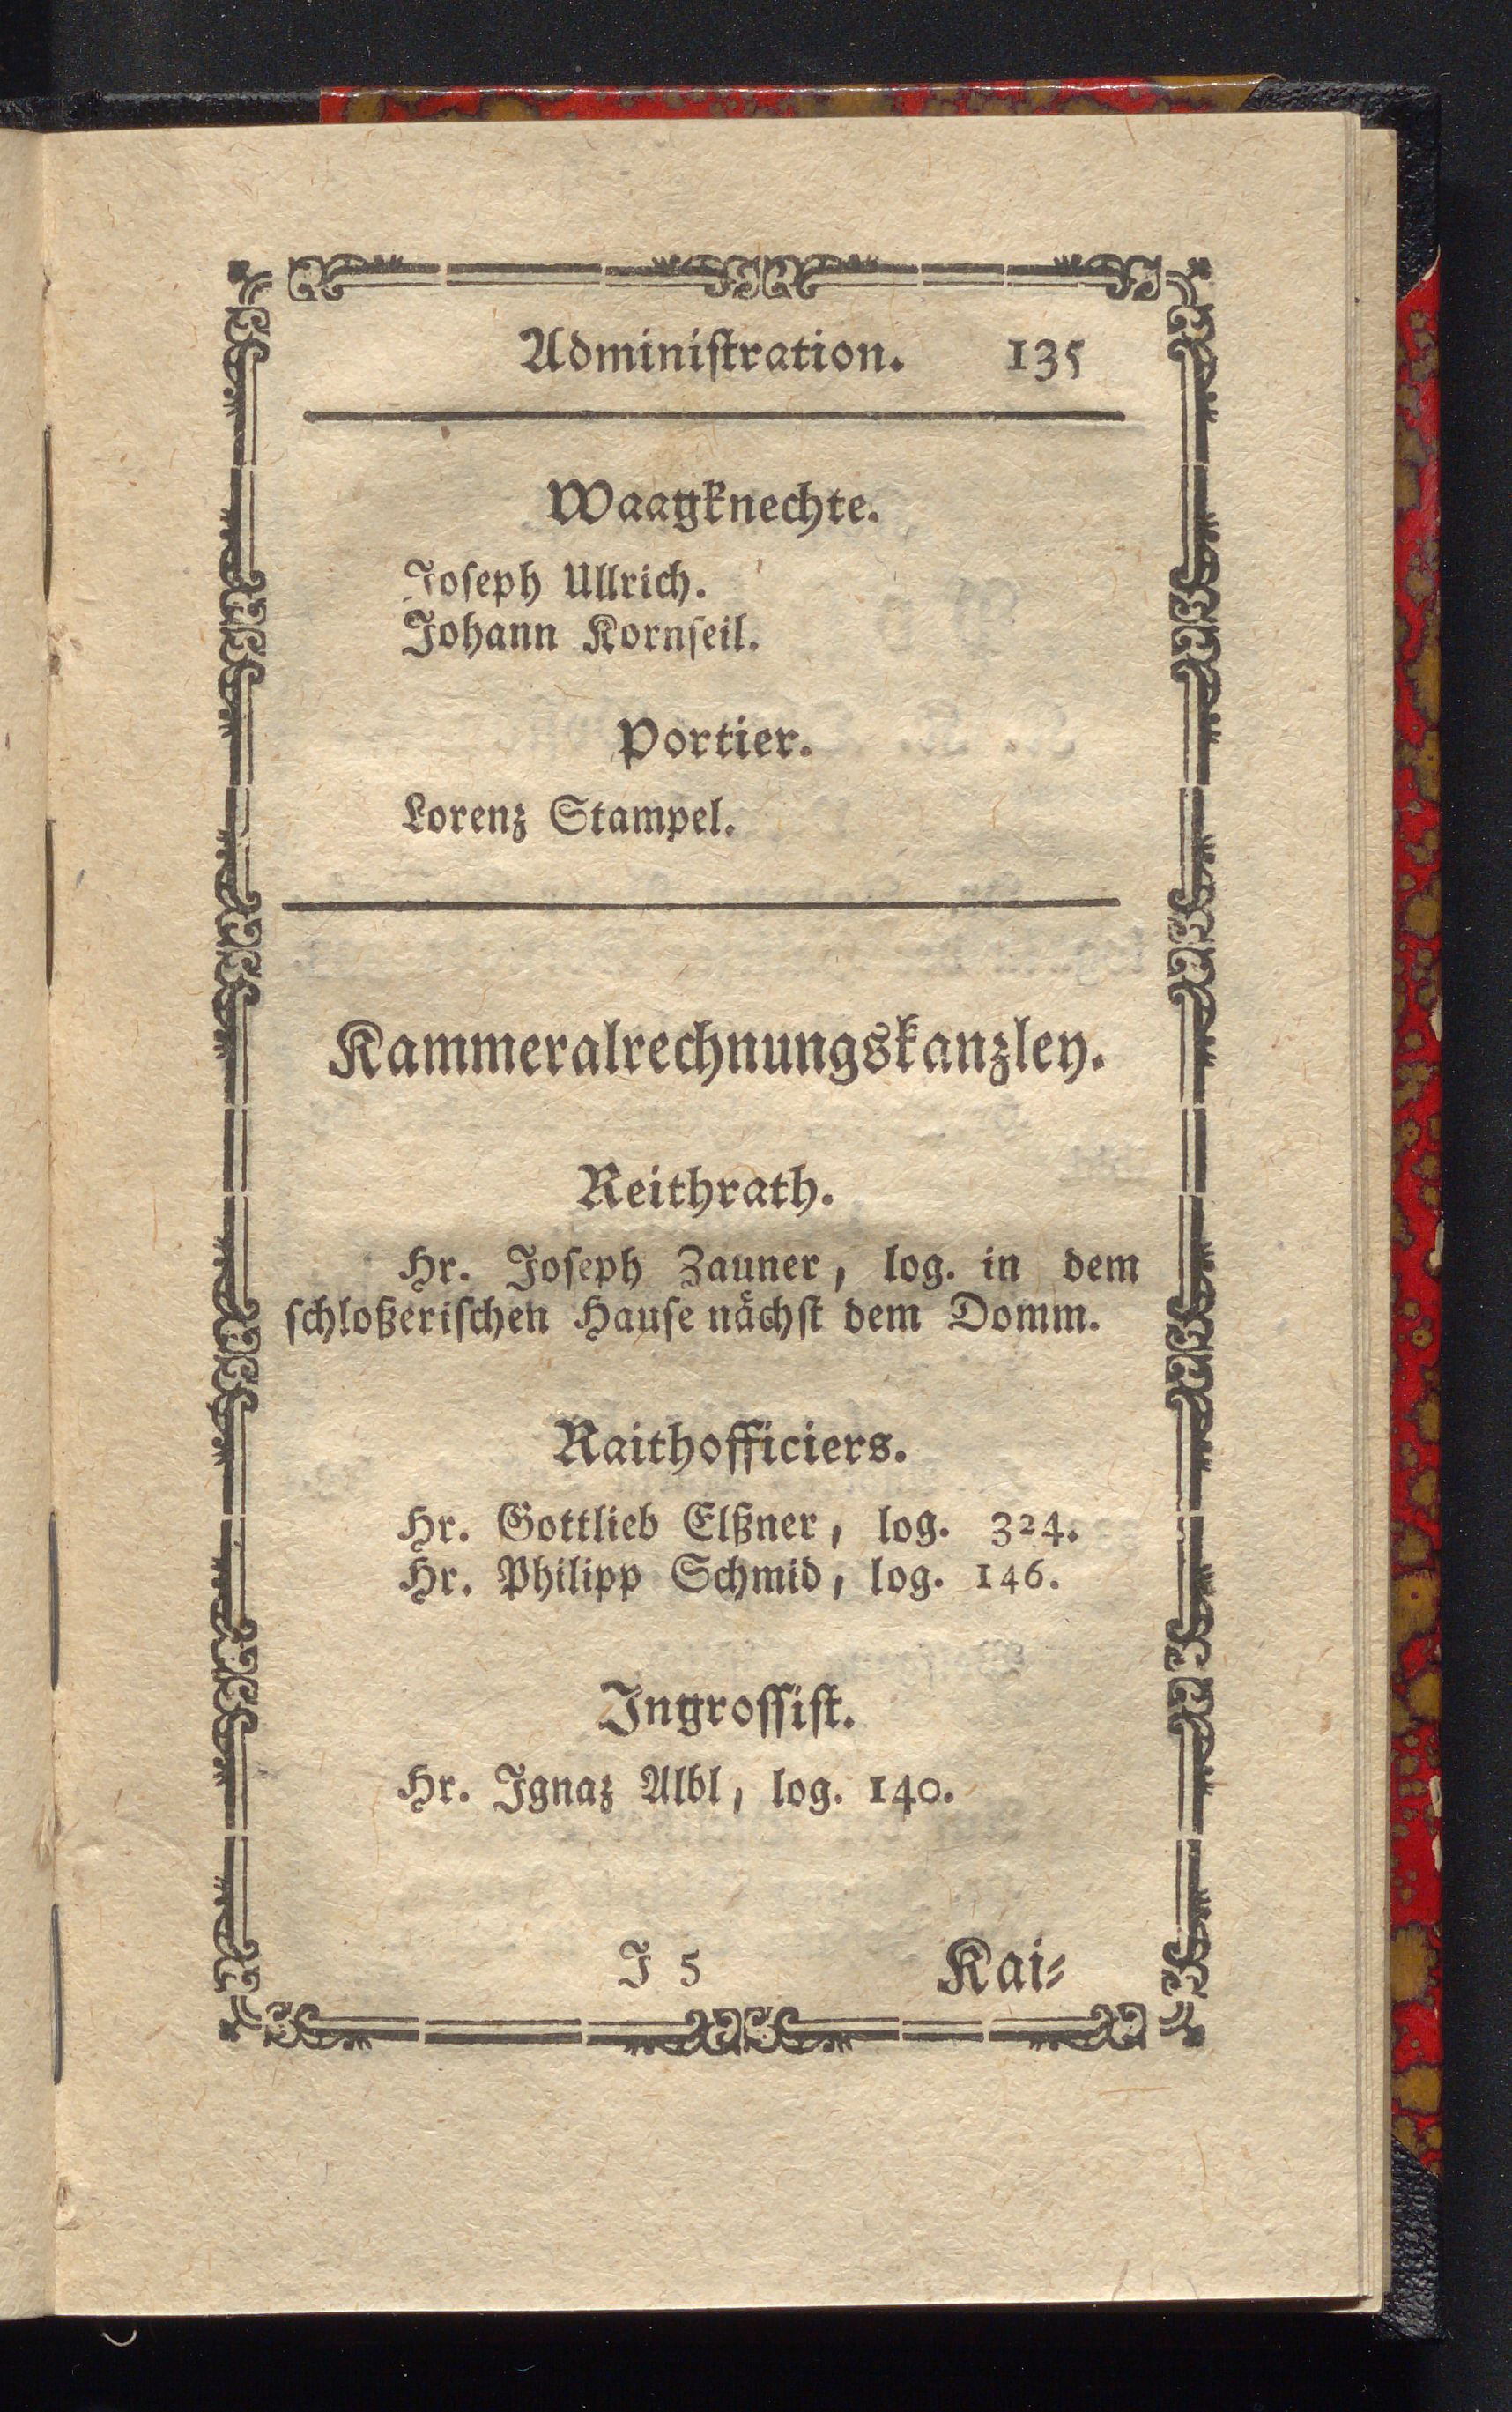 Administration. 135
Waagknechte.
Joseph Ullrich.
Johann Kornseil.
Portier.
Lorenz Stampel.
Kammeralrechnungskanzley.
Reithrath.
Hr. Joseph Zauner, log. in dem
schloßerischen Hause nächst dem Domm.
Raithofficiers.
Hr. Gottlieb Elßner, log. 324.
Hr. Philipp Schmid, log. 146.
Ingrossist.
Hr. Ignaz Albl, log. 140.
J 5 Kai-